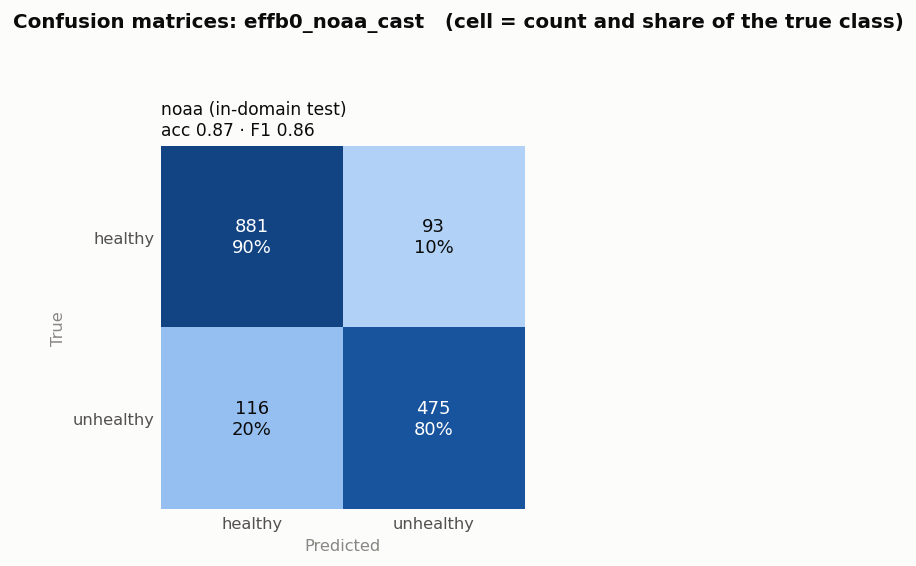 Confusion matrices: effb0_noaa_cast   (cell = count and share of the true class)
noaa (in-domain test)
acc 0.87 · F1 0.86
881
90%
93
10%
healthy
True
116
20%
475
80%
unhealthy
healthy
unhealthy
Predicted